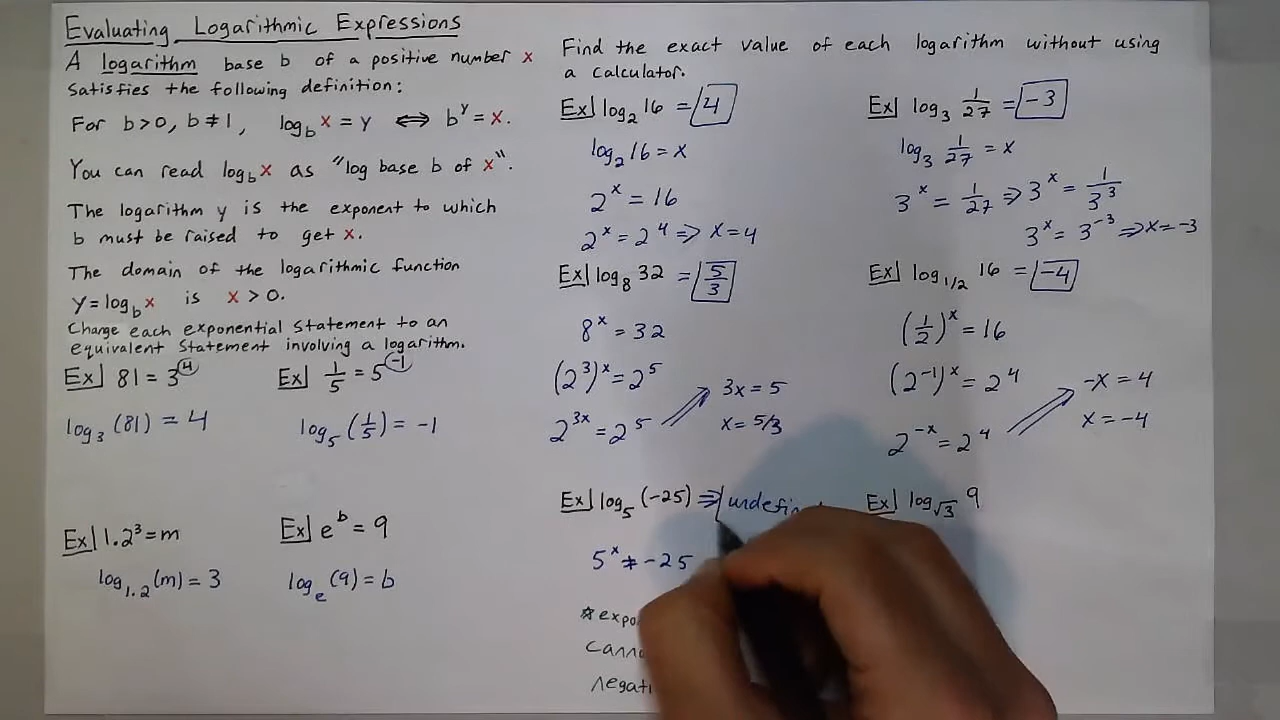 Evaluating Logarithmic Expressions
A logarithm base b of a positive number x
satisfies the following definition:
For b>0, b≠1, log_b x = y ⟺ b^y = x.
You can read log_b x as "log base b of x".
The logarithm y is the exponent to which
b must be raised to get x.
The domain of the logarithmic function
y = log_b x is x > 0.
Change each exponential statement to an
equivalent statement involving a logarithm.
Ex] 81 = 3^4
log_3 (81) = 4
Ex] 1/5 = 5^-1
log_5 (1/5) = -1
Ex] 1.2^3 = m
log_1.2 (m) = 3
Ex] e^b = 9
log_e (9) = b
Find the exact value of each logarithm without using
a calculator.
Ex] log_2 16 = 4
log_2 16 = x
2^x = 16
2^x = 2^4 ⇒ x = 4
Ex] log_3 1/27 = -3
log_3 1/27 = x
3^x = 1/27 ⇒ 3^x = 1/3^3
3^x = 3^-3 ⇒ x = -3
Ex] log_8 32 = 5/3
8^x = 32
(2^3)^x = 2^5
2^3x = 2^5
3x = 5
x = 5/3
Ex] log_1/2 16 = -4
(1/2)^x = 16
(2^-1)^x = 2^4
2^-x = 2^4
-x = 4
x = -4
Ex] log_5 (-25) ⇒
5^x ≠ -25
Ex] log_√3 9